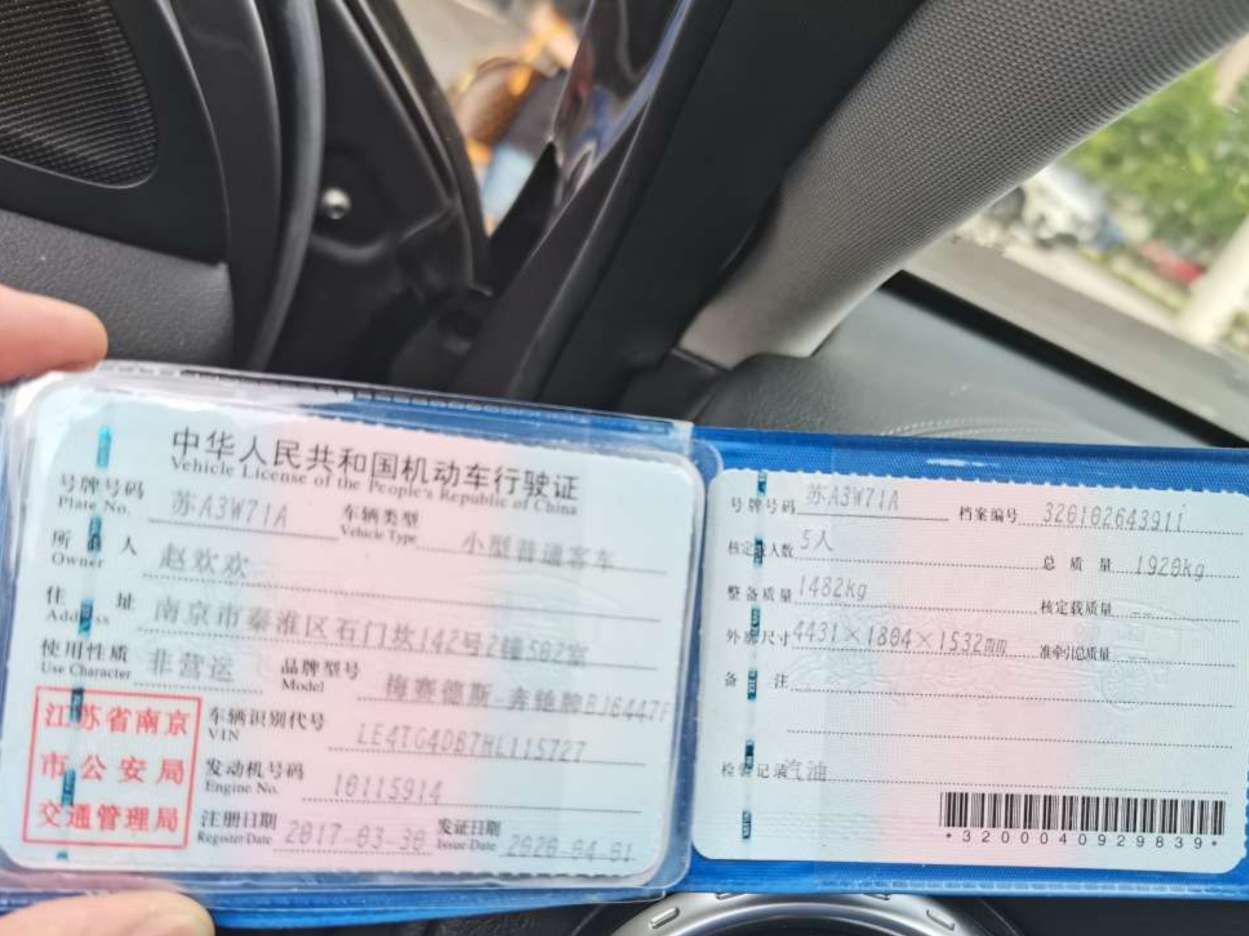 中华人民共和国机动车行驶证
Vehicle License of the People's Republic of China
号牌号码 苏A3W71A 车辆类型 小型普通客车
Plate No. Vehicle Type
所有人 赵欢欢
Owner
住址 南京市秦淮区石门坎142号2幢502室
Address
使用性质 非营运 品牌型号 梅赛德斯-奔驰牌BJ6447F
Use Character Model
江苏省南京
市公安局
交通管理局
车辆识别代号 LE4TG4DB7HL115727
VIN
发动机号码 10115914
Engine No.
注册日期 2017-03-30 发证日期 2020-04-01
Register Date Issue Date
号牌号码 苏A3W71A 档案编号 320102643911
核定载人数 5人 总质量 1920kg
整备质量 1482kg 核定载质量 --
外廓尺寸 4431×1804×1532mm 准牵引总质量 --
备注
检验记录 汽油
*3200040929839*